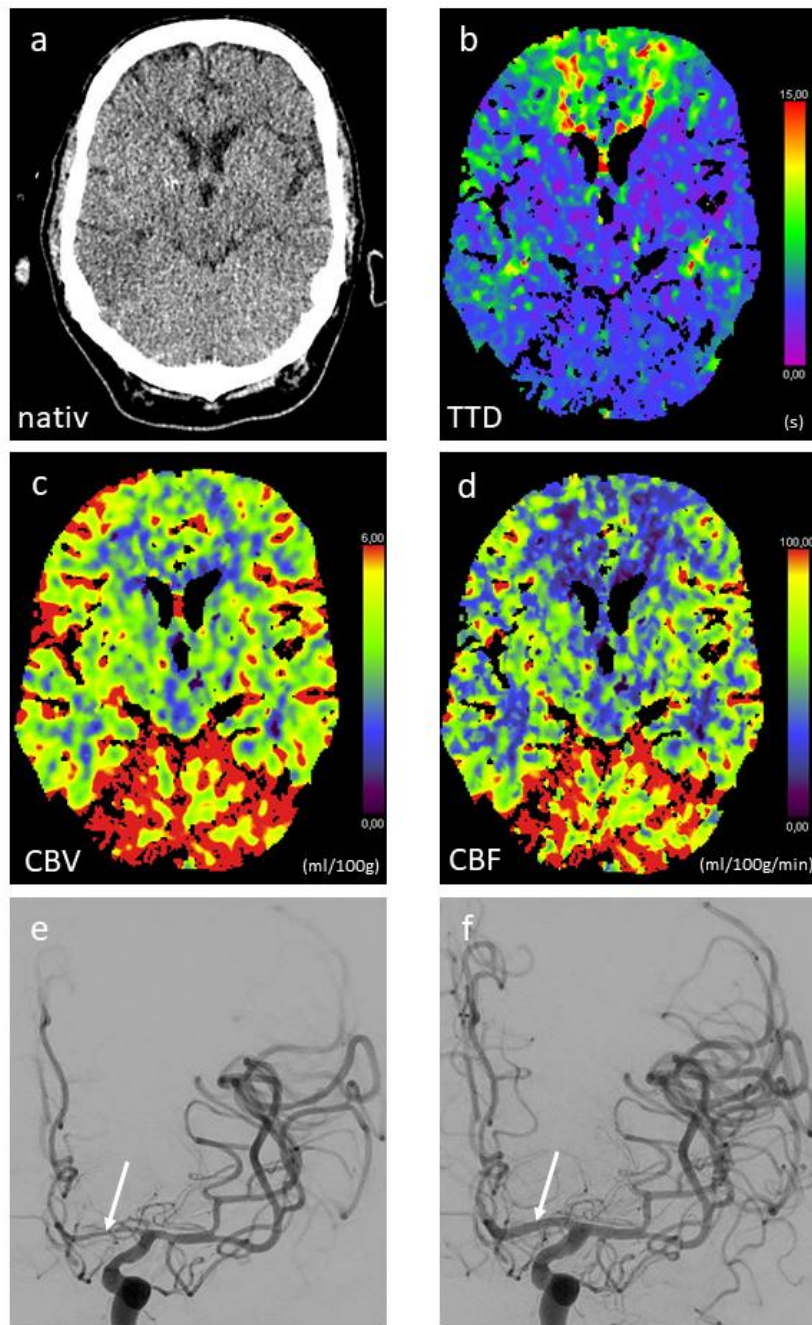 a
nativ
b
15,00
0,00
TTD
(s)
c
6,00
0,00
CBV
(ml/100g)
d
100,00
0,00
CBF
(ml/100g/min)
e
f